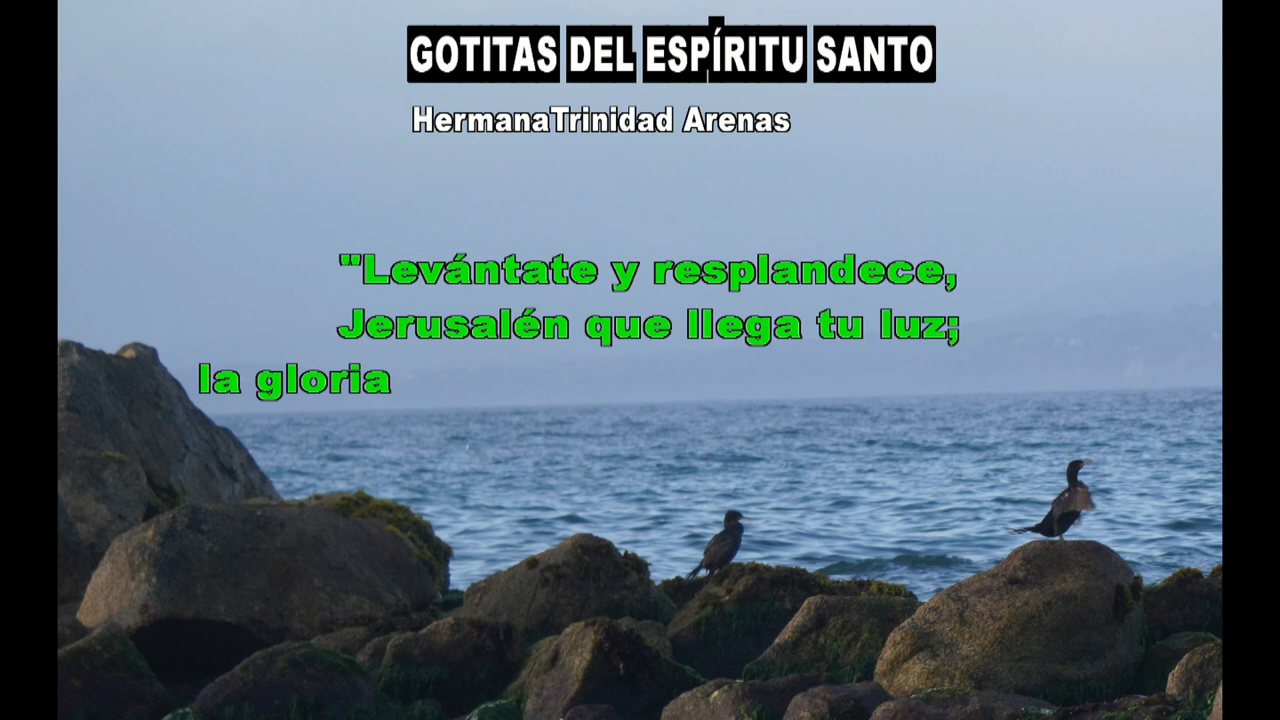 GOTITAS DEL ESPÍRITU SANTO
HermanaTrinidad Arenas
"Levántate y resplandece,
Jerusalén que llega tu luz;
la gloria